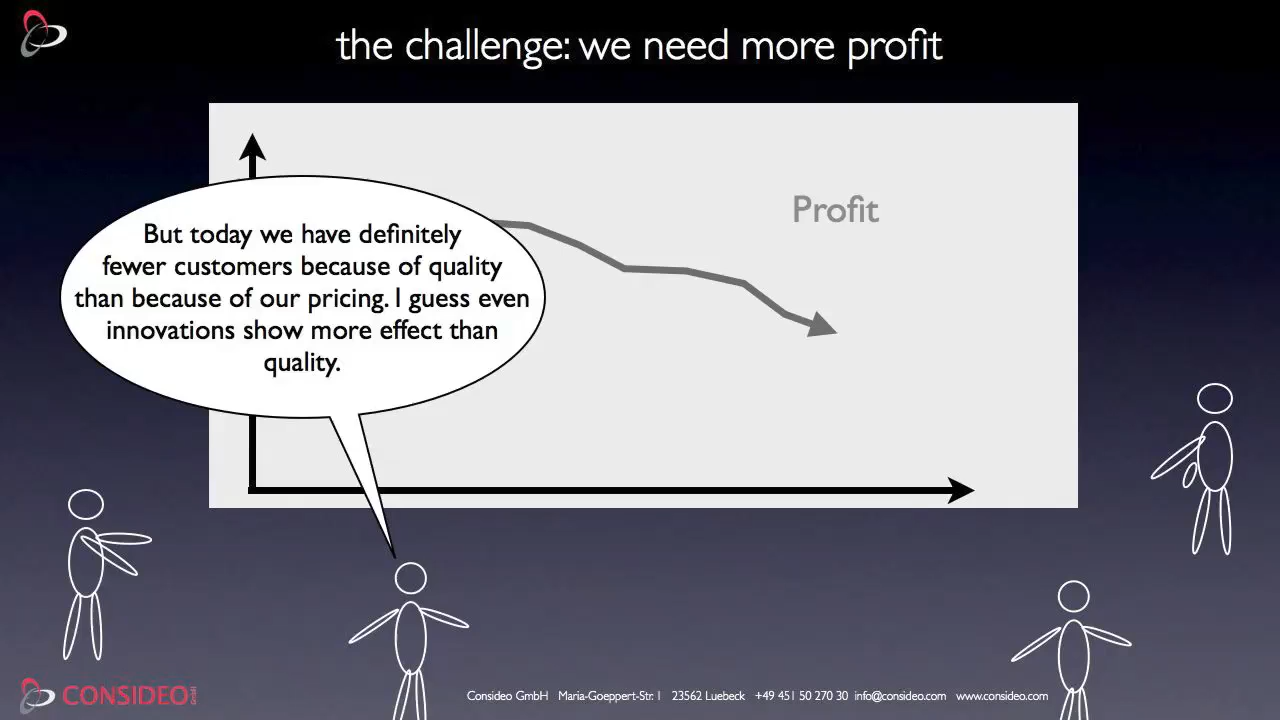 the challenge: we need more profit
Profit
But today we have definitely
fewer customers because of quality
than because of our pricing. I guess even
innovations show more effect than
quality.
CONSIDEO GmbH
Consideo GmbH Maria-Goeppert-Str. 1 23562 Luebeck +49 451 50 270 30 info@consideo.com www.consideo.com